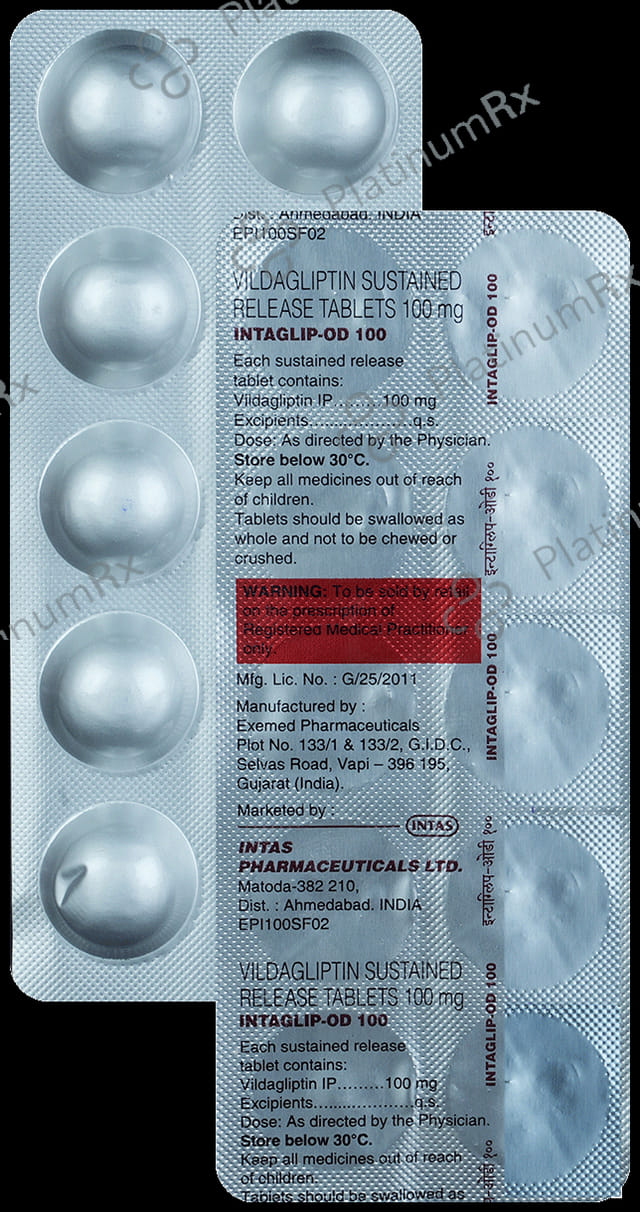 PlatinumRx
Dist. : Ahmedabad. INDIA
EPI100SF02
VILDAGLIPTIN SUSTAINED
RELEASE TABLETS 100 mg
INTAGLIP-OD 100
Each sustained release
tablet contains:
Vildagliptin IP.........100 mg
Excipients...................q.s.
Dose: As directed by the Physician.
Store below 30°C.
Keep all medicines out of reach
of children.
Tablets should be swallowed as
whole and not to be chewed or
crushed.
WARNING: To be sold by retail
on the prescription of
Registered Medical Practitioner
only.
Mfg. Lic. No. : G/25/2011
Manufactured by :
Exemed Pharmaceuticals
Plot No. 133/1 & 133/2, G.I.D.C.,
Selvas Road, Vapi – 396 195,
Gujarat (India).
Marketed by :
INTAS
INTAS
PHARMACEUTICALS LTD.
Matoda-382 210,
Dist. : Ahmedabad. INDIA
EPI100SF02
VILDAGLIPTIN SUSTAINED
RELEASE TABLETS 100 mg
INTAGLIP-OD 100
Each sustained release
tablet contains:
Vildagliptin IP.........100 mg
Excipients...................q.s.
Dose: As directed by the Physician.
Store below 30°C.
Keep all medicines out of reach
of children.
Tablets should be swallowed as
INTAGLIP-OD 100
इन्टाग्लिप-ओडी १००
INTAGLIP-OD 100
इन्टाग्लिप-ओडी १००
INTAGLIP-OD 100
-ओडी १००
PlatinumRx
PlatinumRx